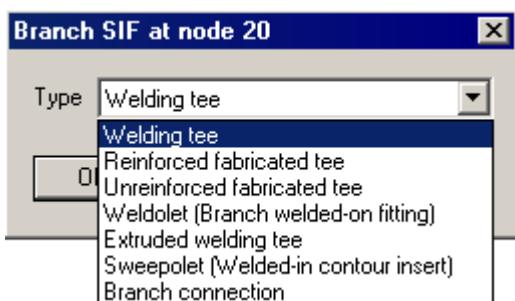 Branch SIF at node 20
Type Welding tee
Welding tee
Reinforced fabricated tee
Unreinforced fabricated tee
Weldolet (Branch welded-on fitting)
Extruded welding tee
Sweepolet (Welded-in contour insert)
Branch connection